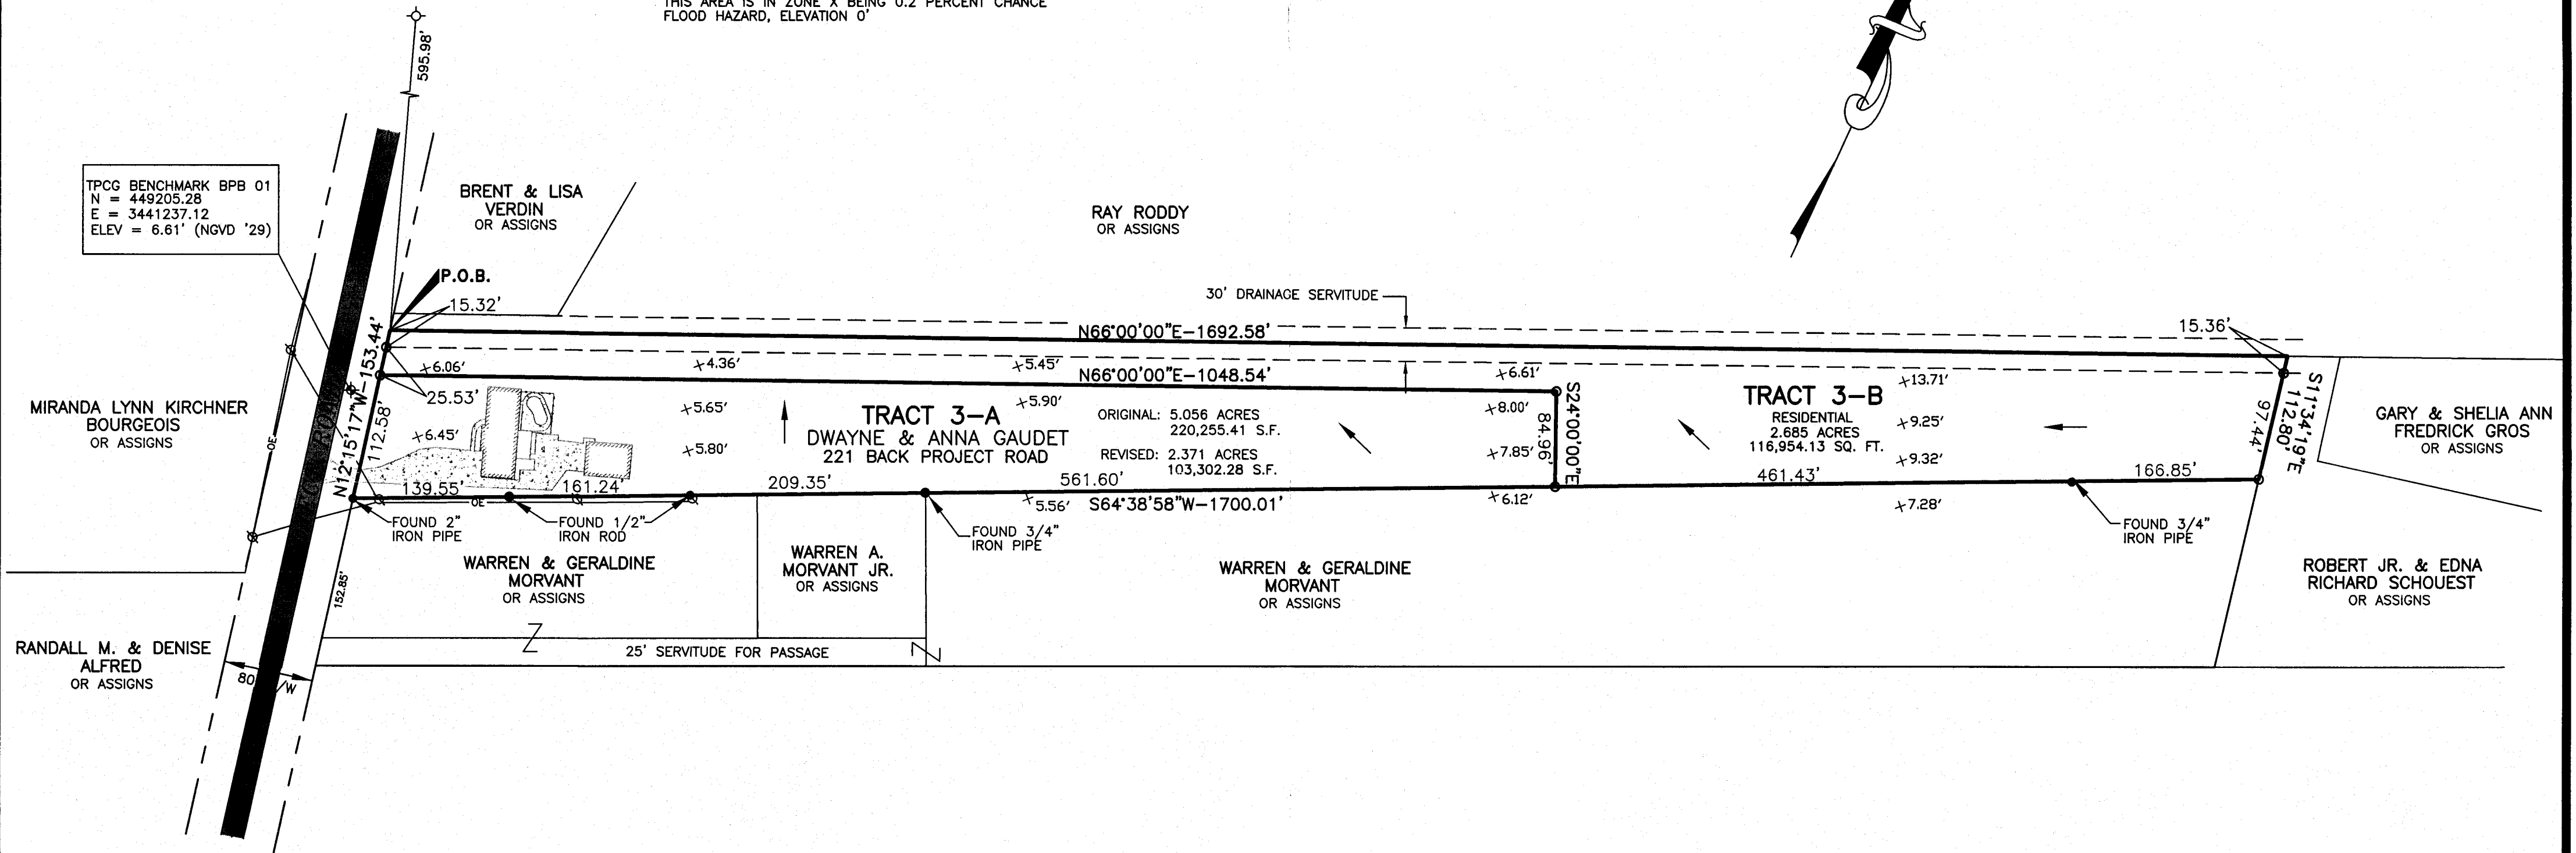 THIS AREA IS IN ZONE X BEING 0.2 PERCENT CHANCE
FLOOD HAZARD, ELEVATION 0'
595.98'
TPCG BENCHMARK BPB 01
N = 449205.28
E = 3441237.12
ELEV = 6.61' (NGVD '29)
BRENT & LISA
VERDIN
OR ASSIGNS
RAY RODDY
OR ASSIGNS
P.O.B.
15.32'
30' DRAINAGE SERVITUDE
N66°00'00"E-1692.58'
15.36'
N12°15'17"W-153.44'
+6.06'
+4.36'
+5.45'
+6.61'
+13.71'
N66°00'00"E-1048.54'
25.53'
112.58'
MIRANDA LYNN KIRCHNER
BOURGEOIS
OR ASSIGNS
OE
+6.45'
+5.65'
+5.80'
TRACT 3-A
DWAYNE & ANNA GAUDET
221 BACK PROJECT ROAD
+5.90'
ORIGINAL: 5.056 ACRES
220,255.41 S.F.
REVISED: 2.371 ACRES
103,302.28 S.F.
+8.00'
+7.85'
84.96'
S24°00'00"E
TRACT 3-B
RESIDENTIAL
2.685 ACRES
116,954.13 SQ. FT.
+9.25'
+9.32'
97.44'
S11°34'19"E
112.80'
GARY & SHELIA ANN
FREDRICK GROS
OR ASSIGNS
139.55'
161.24'
209.35'
561.60'
461.43'
166.85'
OE
+5.56'
S64°38'58"W-1700.01'
+6.12'
+7.28'
FOUND 2"
IRON PIPE
FOUND 1/2"
IRON ROD
FOUND 3/4"
IRON PIPE
FOUND 3/4"
IRON PIPE
152.85'
WARREN & GERALDINE
MORVANT
OR ASSIGNS
WARREN A.
MORVANT JR.
OR ASSIGNS
WARREN & GERALDINE
MORVANT
OR ASSIGNS
ROBERT JR. & EDNA
RICHARD SCHOUEST
OR ASSIGNS
RANDALL M. & DENISE
ALFRED
OR ASSIGNS
25' SERVITUDE FOR PASSAGE
80 /W